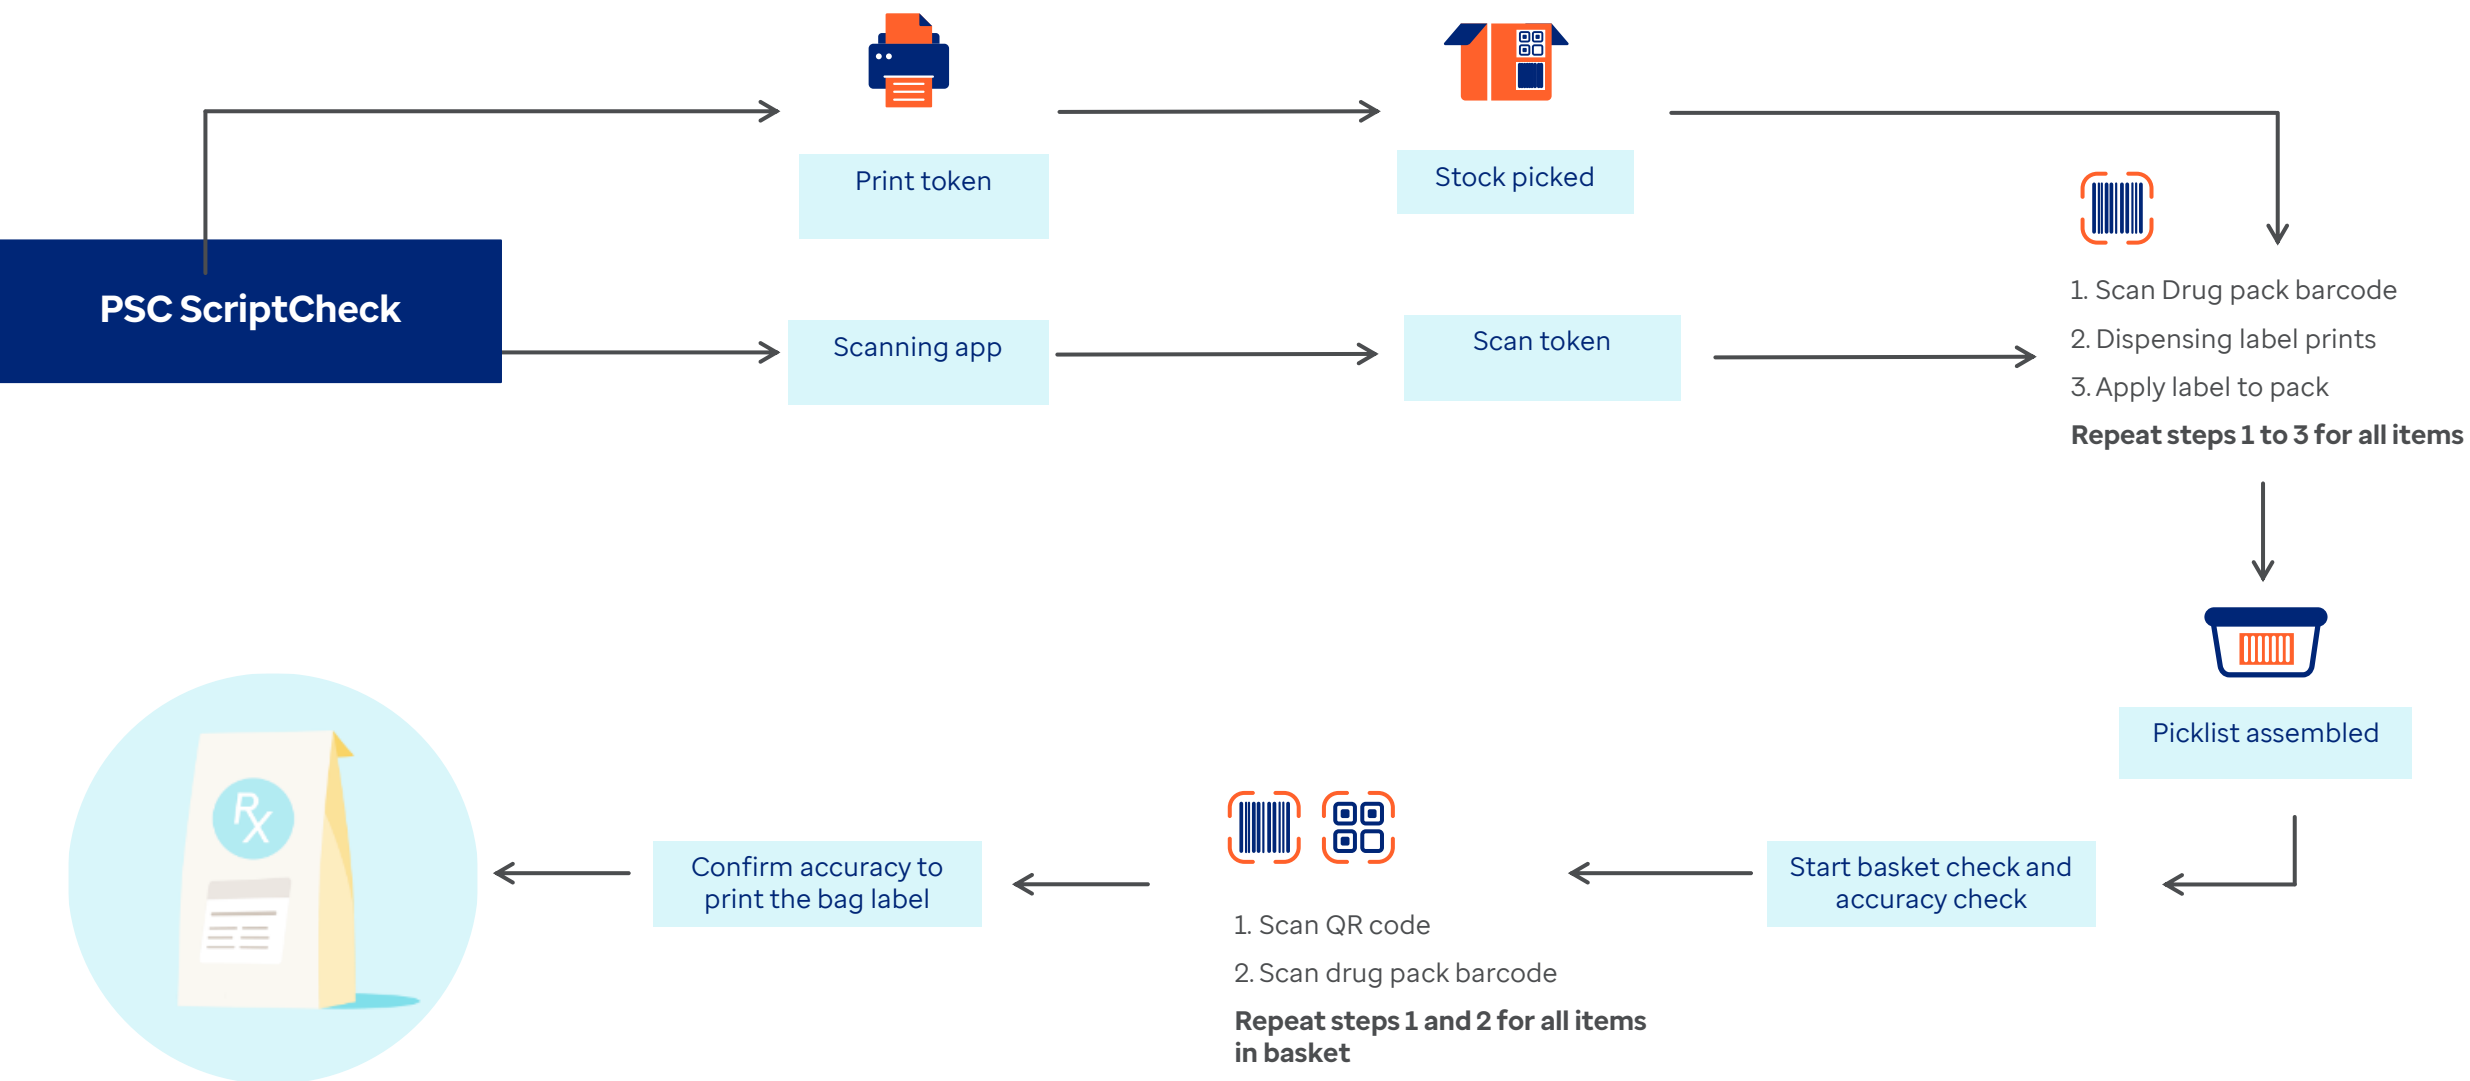 Print token
Stock picked
PSC ScriptCheck
Scanning app
Scan token
1. Scan Drug pack barcode
2. Dispensing label prints
3. Apply label to pack
Repeat steps 1 to 3 for all items
Picklist assembled
Start basket check and
accuracy check
1. Scan QR code
2. Scan drug pack barcode
Repeat steps 1 and 2 for all items
in basket
Confirm accuracy to
print the bag label
Rx